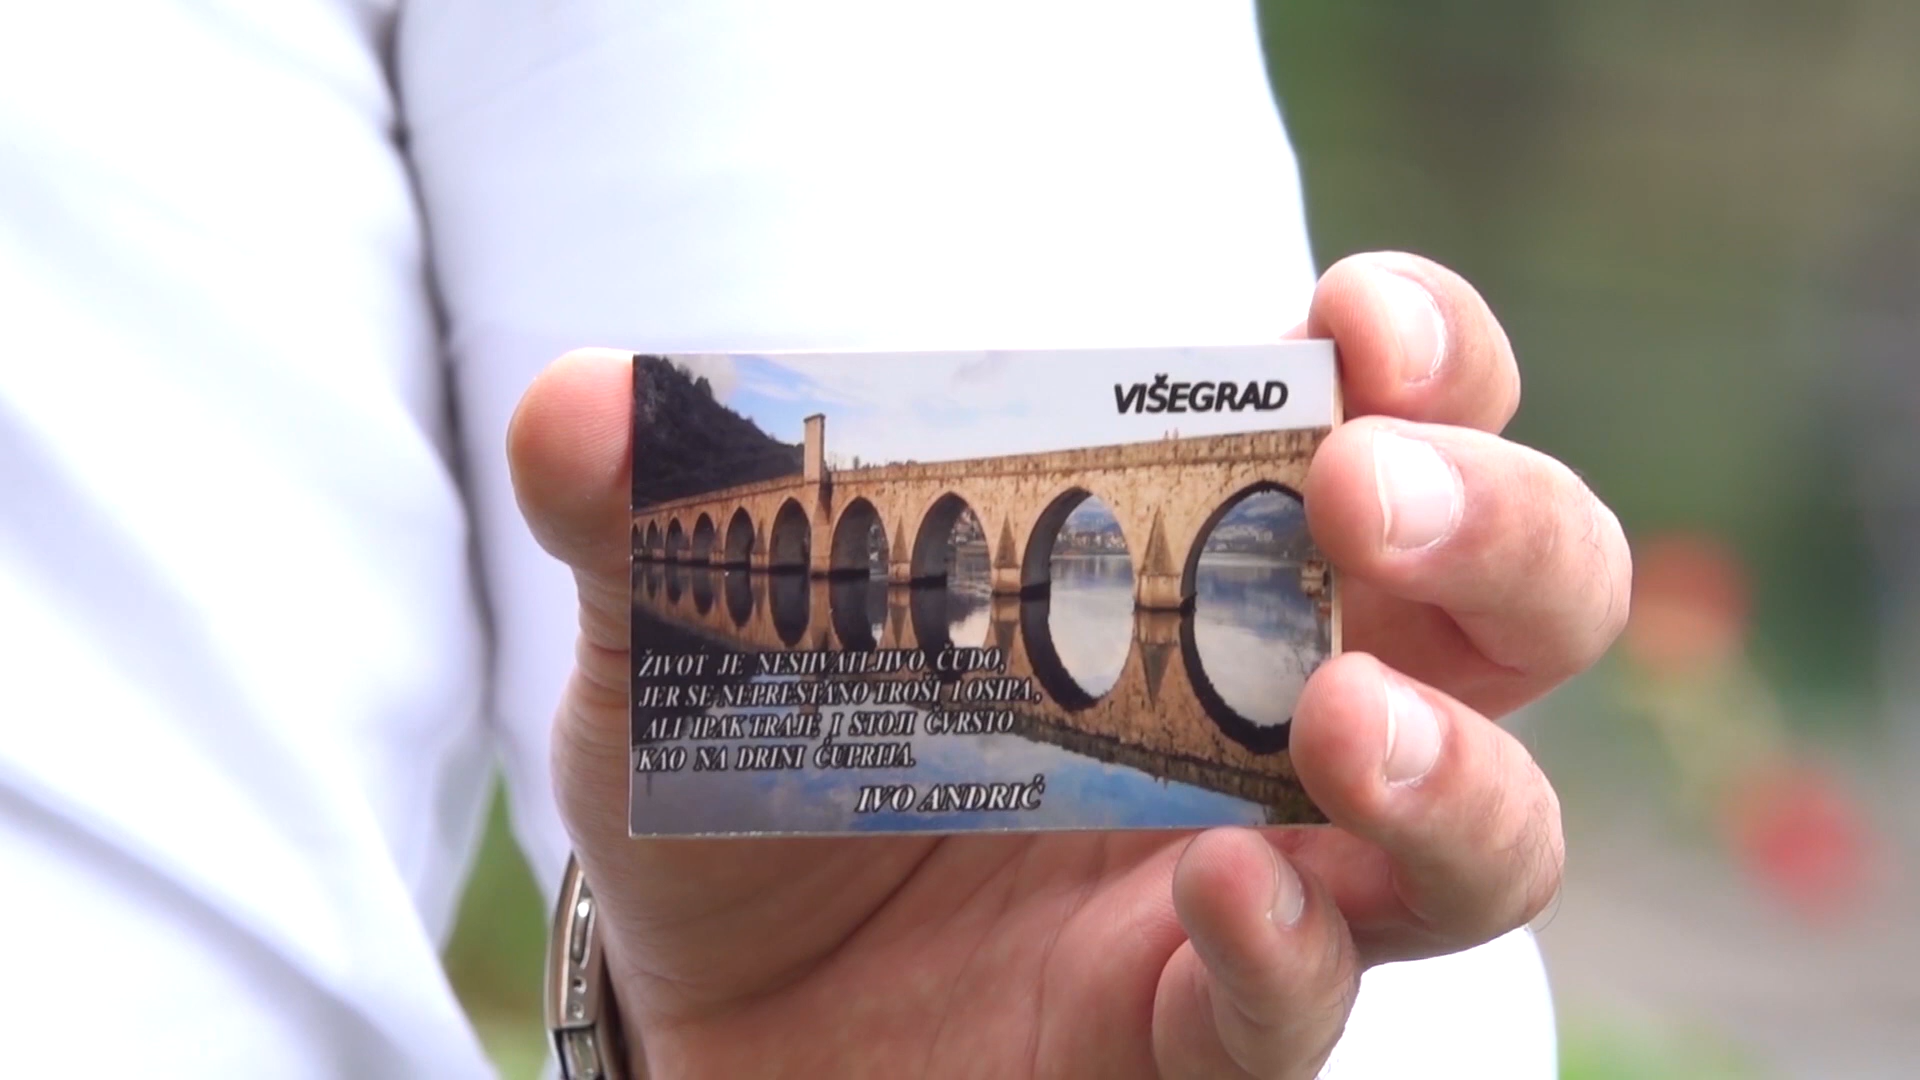 VIŠEGRAD
ŽIVOT JE NESHVATLJIVO ČUDO,
JER SE NEPRESTANO TROŠI I OSIPA,
ALI IPAK TRAJE I STOJI ČVRSTO
KAO NA DRINI ĆUPRIJA.
IVO ANDRIĆ